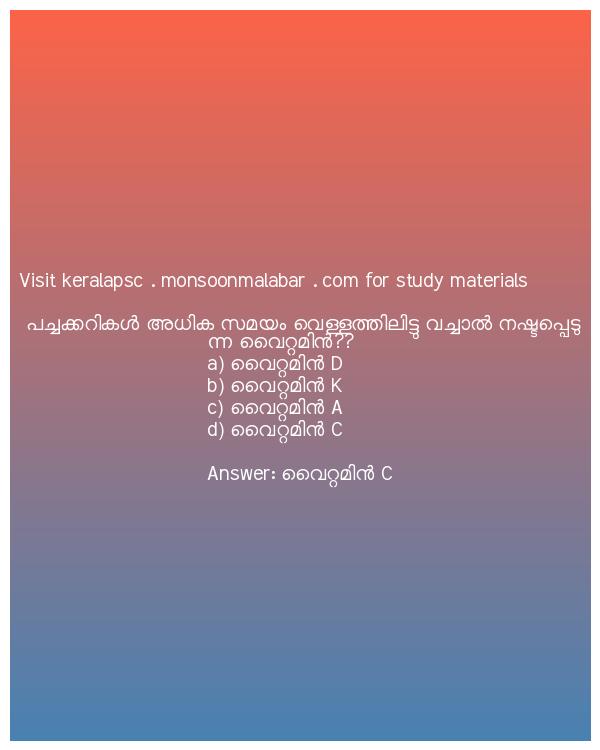 Visit keralapsc . monsoonmalabar . com for study materials
പച്ചക്കറികൾ അധിക സമയം വെള്ളത്തിലിട്ടു വച്ചാൽ നഷ്ടപ്പെടു
ന്ന വൈറ്റമിൻ??
a) വൈറ്റമിൻ D
b) വൈറ്റമിൻ K
c) വൈറ്റമിൻ A
d) വൈറ്റമിൻ C
Answer: വൈറ്റമിൻ C